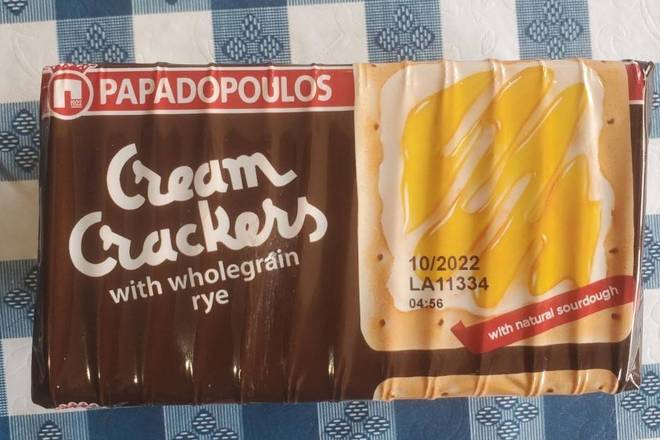 PAPADOPOULOS
Cream
Crackers
with wholegrain
rye
10/2022
LA11334
04:56
with natural sourdough